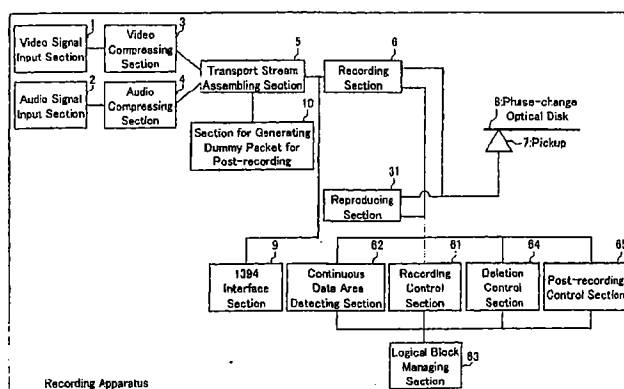 1
Video Signal
Input Section
3
Video
Compressing
Section
2
Audio Signal
Input Section
4
Audio
Compressing
Section
5
Transport Stream
Assembling Section
6
Recording
Section
10
Section for Generating
Dummy Packet for
Post-recording
8:Phase-change
Optical Disk
7:Pickup
31
Reproducing
Section
9
1394
Interface
Section
62
Continuous
Data Area
Detecting Section
61
Recording
Control
Section
64
Deletion
Control
Section
65
Post-recording
Control Section
Logical Block
Managing
Section
63
Recording Apparatus